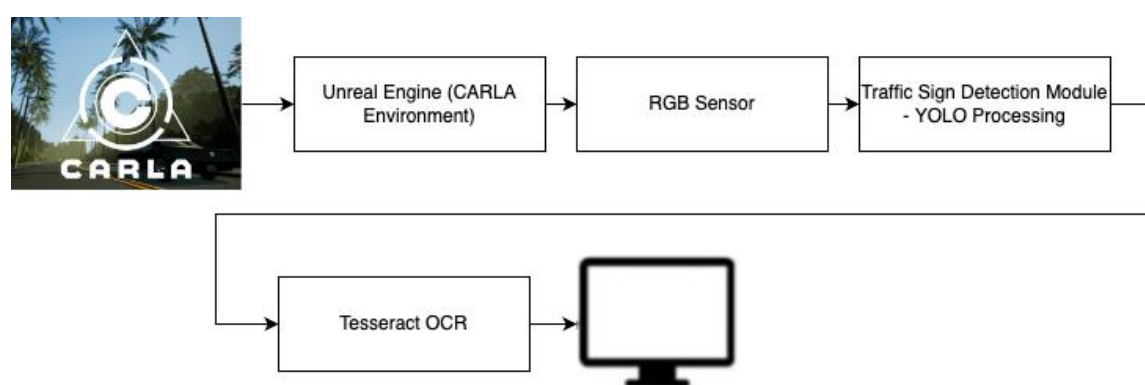 CARLA
Unreal Engine (CARLA
Environment)
RGB Sensor
Traffic Sign Detection Module
- YOLO Processing
Tesseract OCR